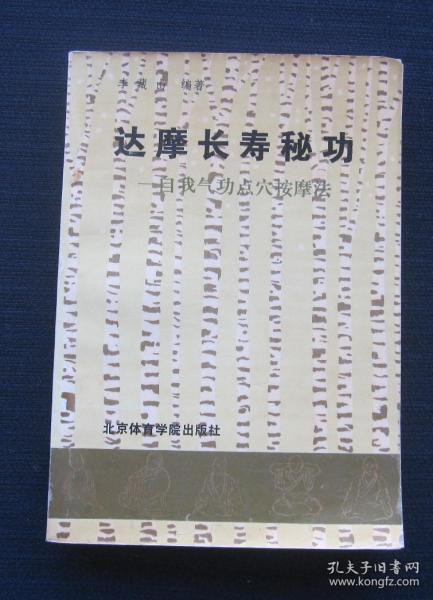 李 山 编著
达摩长寿秘功
—自我气功点穴按摩法
北京体育学院出版社
孔夫子旧书网
www.kongfz.com